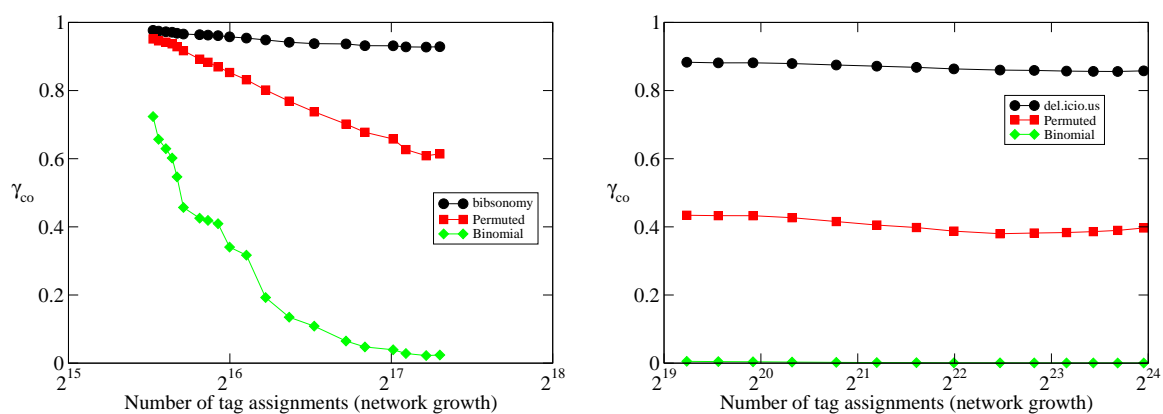 1
0.8
0.6
0.4
0.2
0
γco
2^15
2^16
2^17
2^18
Number of tag assignments (network growth)
bibsonomy
Permuted
Binomial
1
0.8
0.6
0.4
0.2
0
γco
2^19
2^20
2^21
2^22
2^23
2^24
Number of tag assignments (network growth)
del.icio.us
Permuted
Binomial